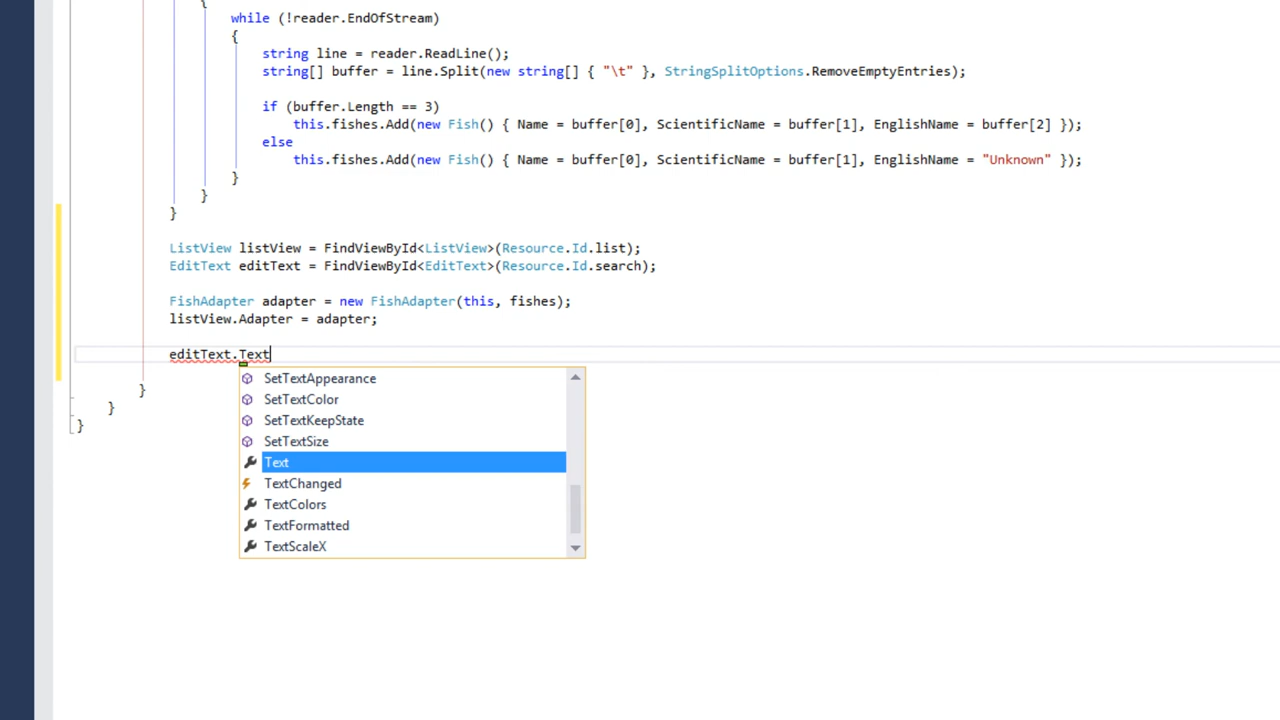 {
while (!reader.EndOfStream)
{
string line = reader.ReadLine();
string[] buffer = line.Split(new string[] { "\t" }, StringSplitOptions.RemoveEmptyEntries);
if (buffer.Length == 3)
this.fishes.Add(new Fish() { Name = buffer[0], ScientificName = buffer[1], EnglishName = buffer[2] });
else
this.fishes.Add(new Fish() { Name = buffer[0], ScientificName = buffer[1], EnglishName = "Unknown" });
}
}
}
ListView listView = FindViewById<ListView>(Resource.Id.list);
EditText editText = FindViewById<EditText>(Resource.Id.search);
FishAdapter adapter = new FishAdapter(this, fishes);
listView.Adapter = adapter;
editText.Text
SetTextAppearance
SetTextColor
SetTextKeepState
SetTextSize
Text
TextChanged
TextColors
TextFormatted
TextScaleX
}
}
}